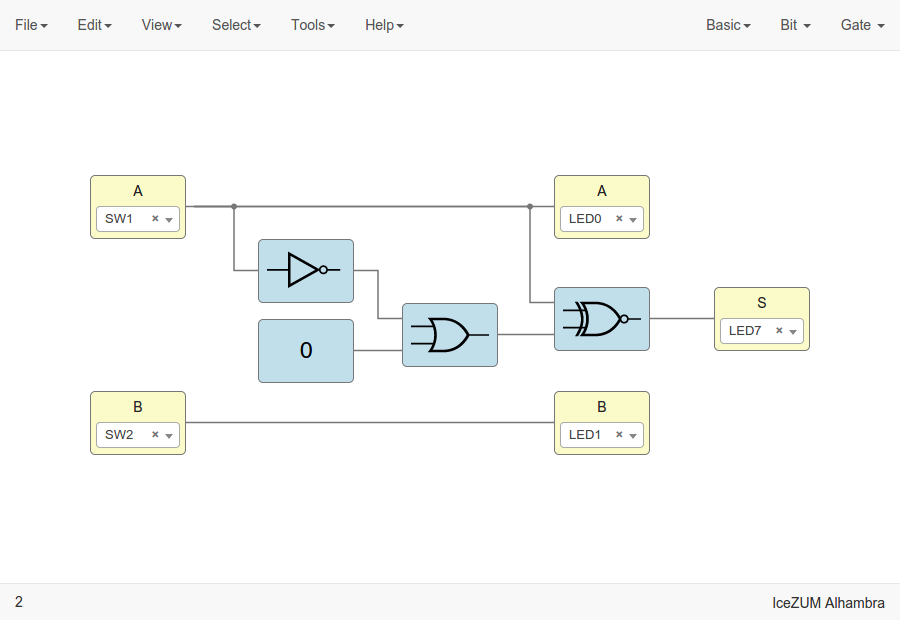 File Edit View Select Tools Help Basic Bit Gate
A
SW1 ×
A
LED0 ×
0
S
LED7 ×
B
SW2 ×
B
LED1 ×
2 IceZUM Alhambra